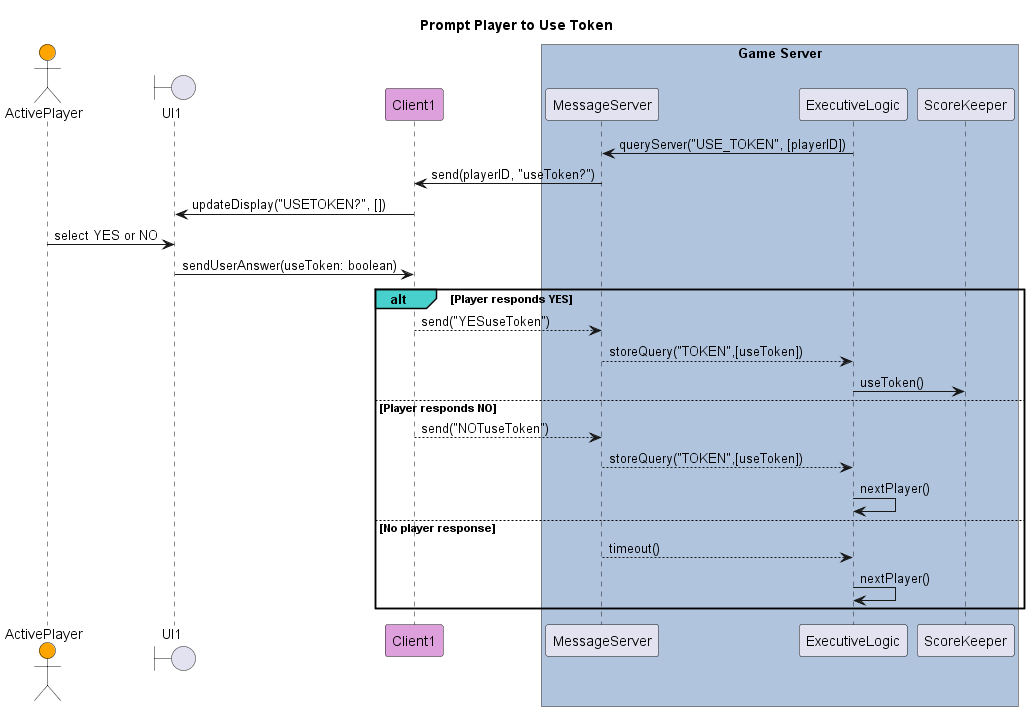 Prompt Player to Use Token
Game Server
ActivePlayer
UI1
Client1
MessageServer
ExecutiveLogic
ScoreKeeper
queryServer("USE_TOKEN", [playerID])
send(playerID, "useToken?")
updateDisplay("USETOKEN?", [])
select YES or NO
sendUserAnswer(useToken: boolean)
alt
[Player responds YES]
send("YESuseToken")
storeQuery("TOKEN",[useToken])
useToken()
[Player responds NO]
send("NOTuseToken")
storeQuery("TOKEN",[useToken])
nextPlayer()
[No player response]
timeout()
nextPlayer()
ActivePlayer
UI1
Client1
MessageServer
ExecutiveLogic
ScoreKeeper